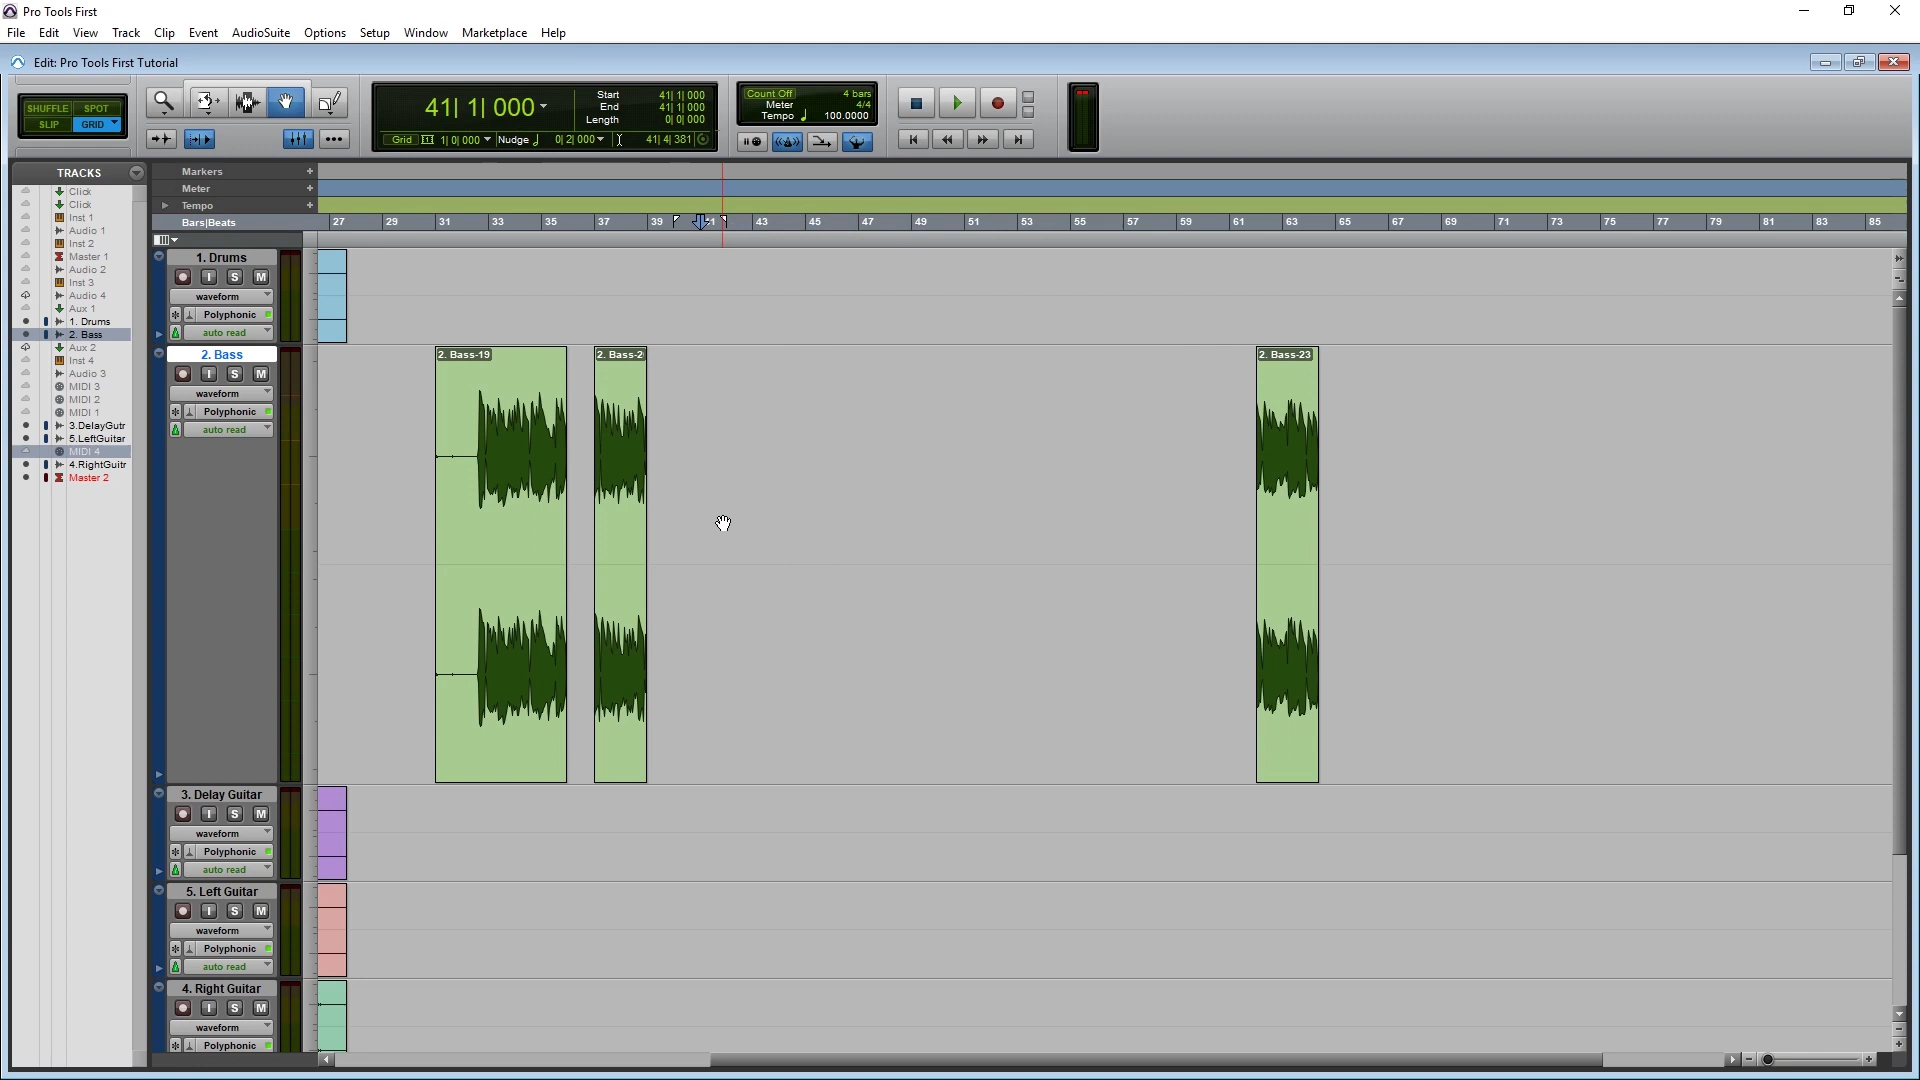 Pro Tools First
File Edit View Track Clip Event AudioSuite Options Setup Window Marketplace Help
Edit: Pro Tools First Tutorial
SHUFFLE SPOT
SLIP GRID
41| 1| 000
Start 41| 1| 000
End 41| 1| 000
Length 0| 0| 000
Grid 1| 0| 000 Nudge 0| 2| 000 41| 4| 381
Count Off 4 bars
Meter 4/4
Tempo 100.0000
TRACKS
Click
Click
Inst 1
Audio 1
Inst 2
Master 1
Audio 2
Inst 3
Audio 4
Aux 1
1. Drums
2. Bass
Aux 2
Inst 4
Audio 3
MIDI 3
MIDI 2
MIDI 1
3.DelayGutr
5.LeftGuitar
MIDI 4
4.RightGuitr
Master 2
Markers +
Meter +
Tempo +
Bars|Beats
27 29 31 33 35 37 39 43 45 47 49 51 53 55 57 59 61 63 65 67 69 71 73 75 77 79 81 83 85
1. Drums
I S M
waveform
Polyphonic
auto read
2. Bass
I S M
waveform
Polyphonic
auto read
2. Bass-19
2. Bass-2
2. Bass-23
3. Delay Guitar
I S M
waveform
Polyphonic
auto read
5. Left Guitar
I S M
waveform
Polyphonic
auto read
4. Right Guitar
I S M
waveform
Polyphonic